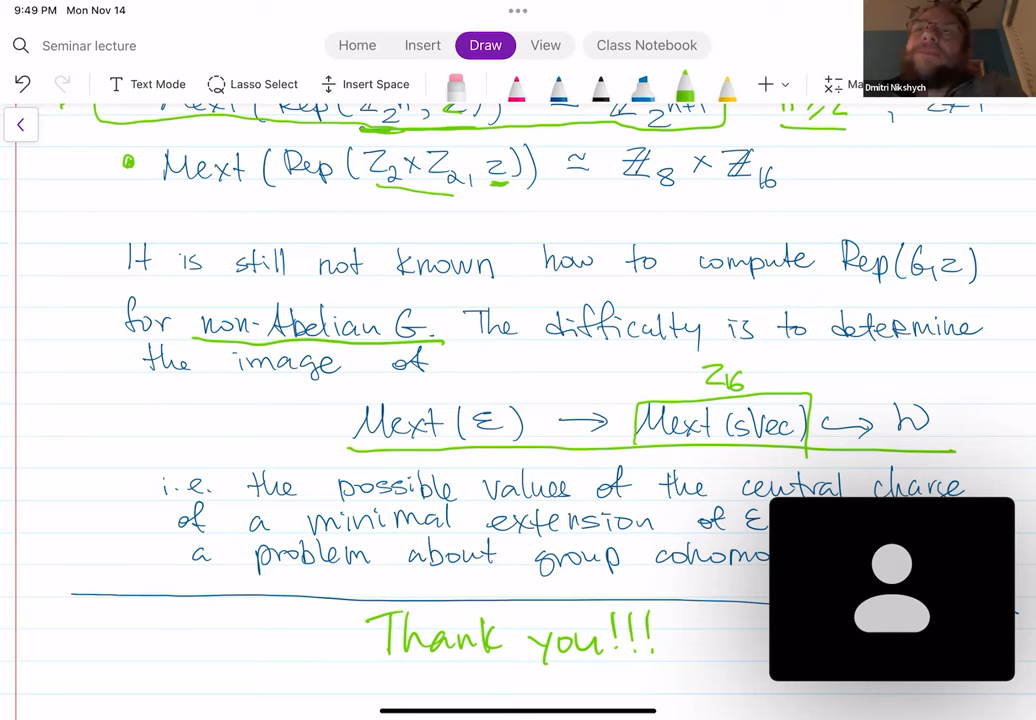 9:49 PM Mon Nov 14
Seminar lecture
Home Insert Draw View Class Notebook
Text Mode Lasso Select Insert Space Ma
Dmitri Nikshych
• Mext (Rep (Z₂×Z₂, z)) ≃ ℤ₈ × ℤ₁₆
It is still not known how to compute Rep(G,z)
for non-Abelian G. The difficulty is to determine
the image of
Z₁₆
Mext (ε) → Mext (sVec) ↪ W
i.e. the possible values of the central charge
of a minimal extension of ε
a problem about group cohomo
Thank you!!!